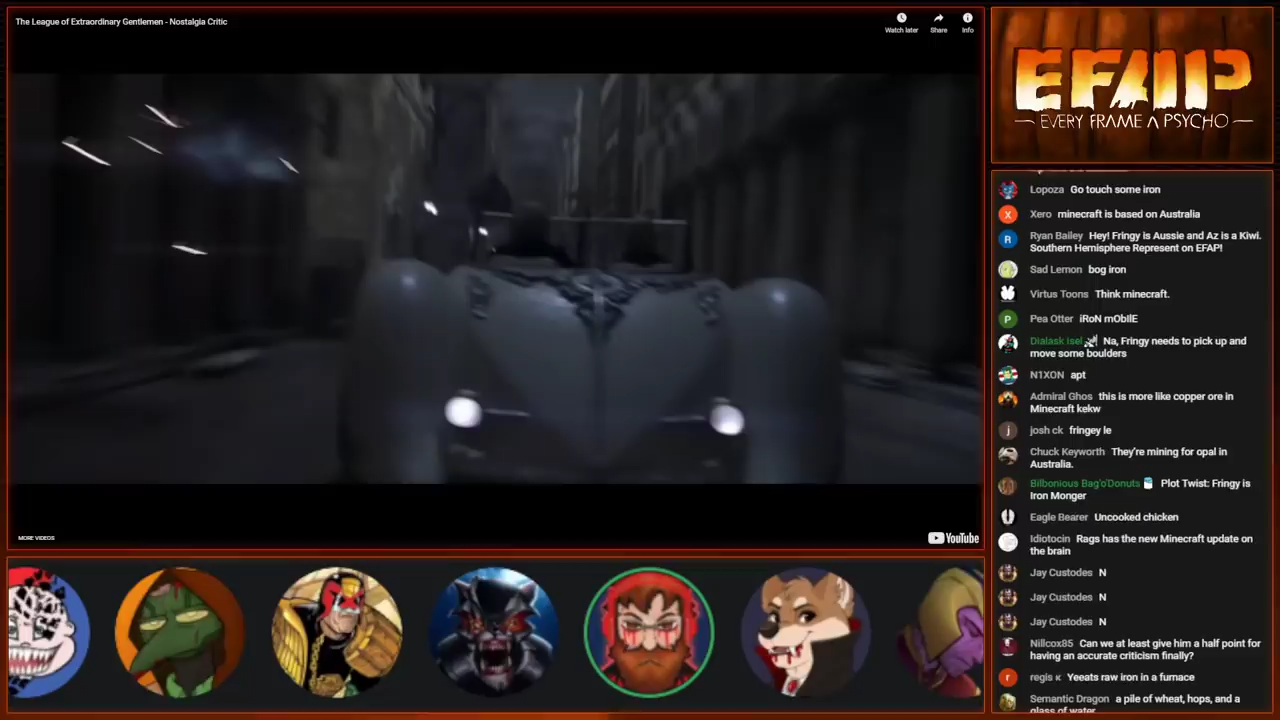 The League of Extraordinary Gentlemen - Nostalgia Critic
Watch later
Share
Info
MORE VIDEOS
YouTube
EFAP
EVERY FRAME A PSYCHO
Lopoza Go touch some iron
X
Xero minecraft is based on Australia
R
Ryan Bailey Hey! Fringy is Aussie and Az is a Kiwi.
Southern Hemisphere Represent on EFAP!
Sad Lemon bog iron
Virtus Toons Think minecraft.
P
Pea Otter iRoN mObIlE
Dialask isel Na, Fringy needs to pick up and
move some boulders
N1XON apt
Admiral Ghos this is more like copper ore in
Minecraft kekw
j
josh ck fringey le
Chuck Keyworth They're mining for opal in
Australia.
Bilbonious Bag'o'Donuts Plot Twist: Fringy is
Iron Monger
Eagle Bearer Uncooked chicken
Idiotocin Rags has the new Minecraft update on
the brain
Jay Custodes N
Jay Custodes N
Jay Custodes N
Nillcox85 Can we at least give him a half point for
having an accurate criticism finally?
r
regis ĸ Yeeats raw iron in a furnace
Semantic Dragon a pile of wheat, hops, and a
glass of water